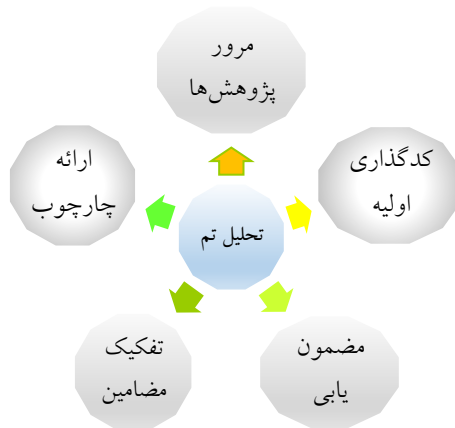 مرور
پژوهش‌ها
کدگذاری
اولیه
ارائه
چارچوب
تحلیل تم
مضمون
یابی
تفکیک
مضامین